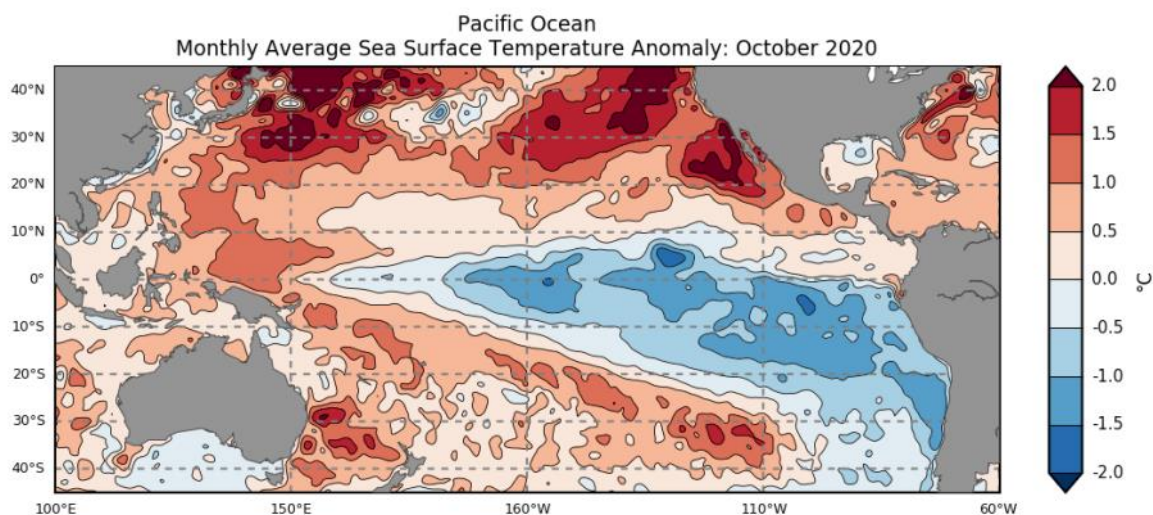 Pacific Ocean
Monthly Average Sea Surface Temperature Anomaly: October 2020
40°N
30°N
20°N
10°N
0°
10°S
20°S
30°S
40°S
100°E
150°E
160°W
110°W
60°W
2.0
1.5
1.0
0.5
0.0
-0.5
-1.0
-1.5
-2.0
°C